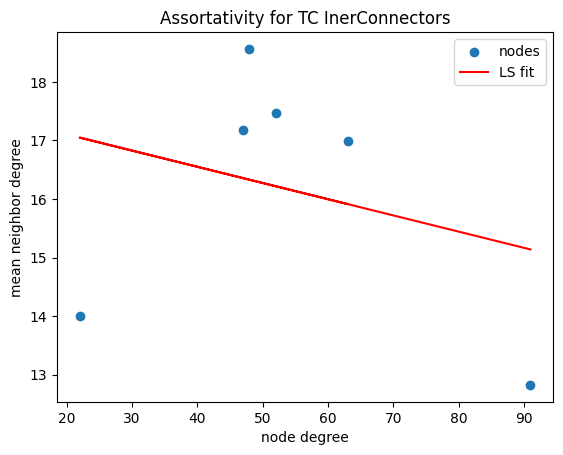 Assortativity for TC InerConnectors
nodes
LS fit
mean neighbor degree
18
17
16
15
14
13
20 30 40 50 60 70 80 90
node degree